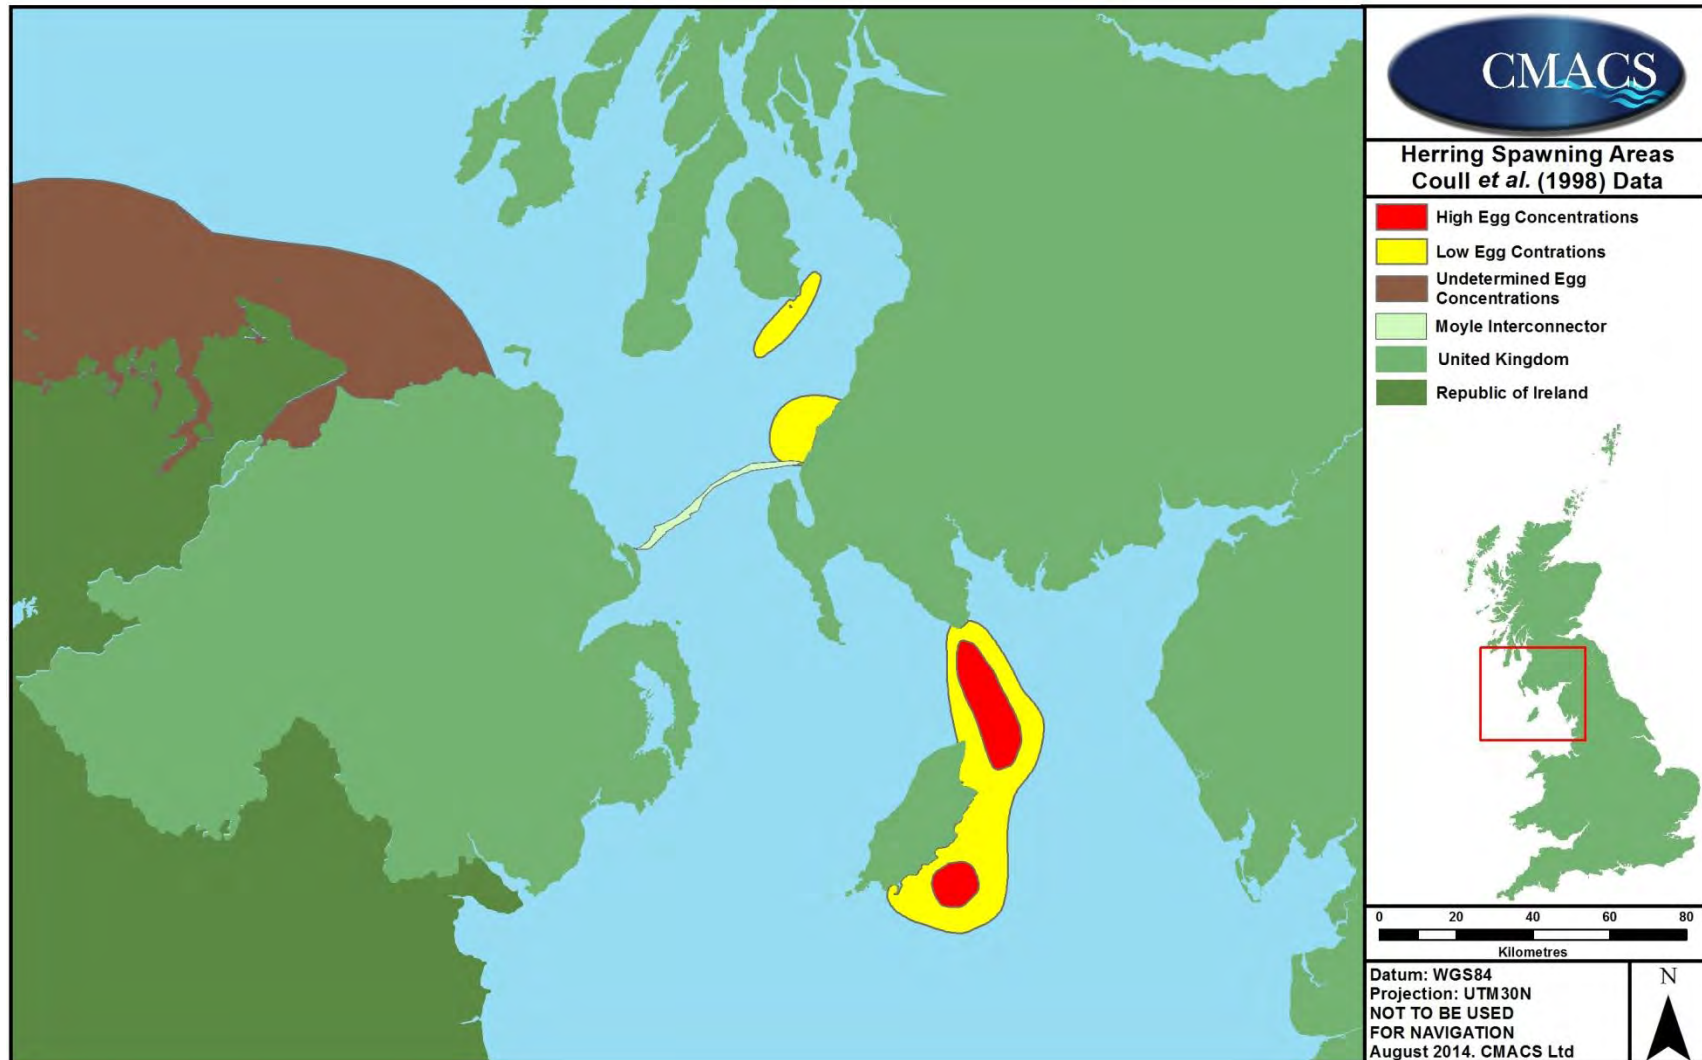 CMACS
Herring Spawning Areas
Coull et al. (1998) Data
High Egg Concentrations
Low Egg Contrations
Undetermined Egg
Concentrations
Moyle Interconnector
United Kingdom
Republic of Ireland
0 20 40 60 80
Kilometres
Datum: WGS84
Projection: UTM30N
NOT TO BE USED
FOR NAVIGATION
August 2014. CMACS Ltd
N